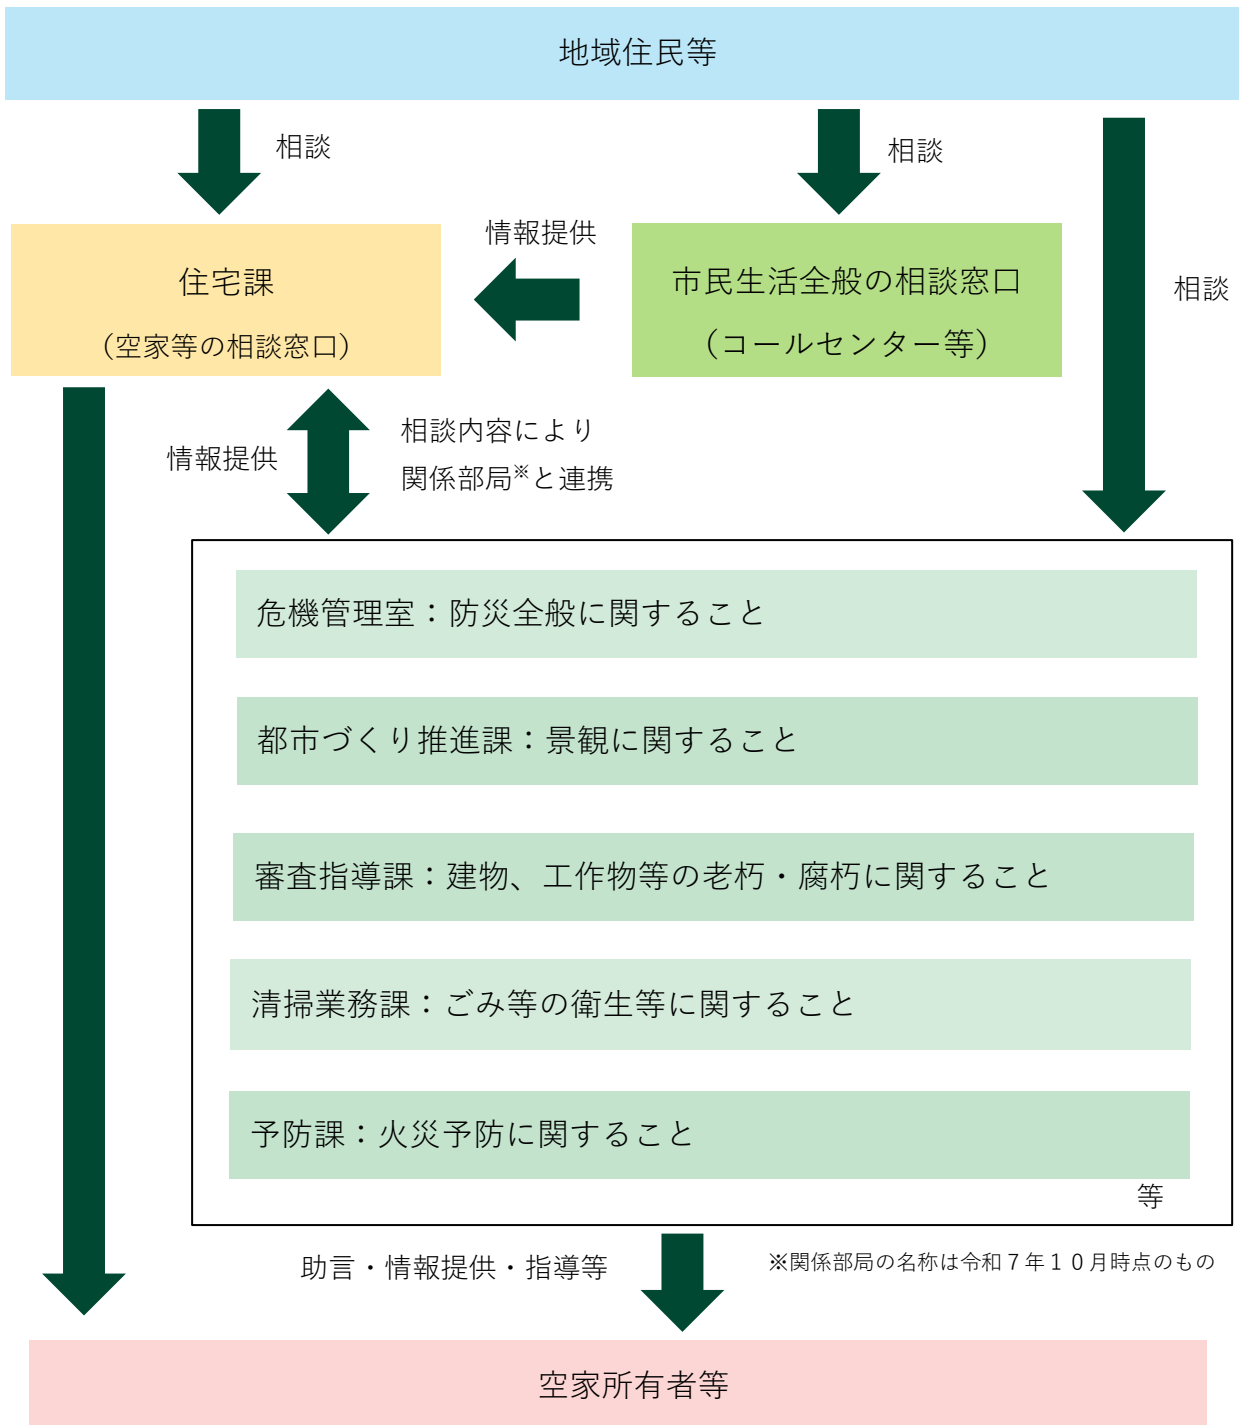 地域住民等
相談
相談
相談
情報提供
住宅課
（空家等の相談窓口）
市民生活全般の相談窓口
（コールセンター等）
情報提供
相談内容により
関係部局※と連携
危機管理室：防災全般に関すること
都市づくり推進課：景観に関すること
審査指導課：建物、工作物等の老朽・腐朽に関すること
清掃業務課：ごみ等の衛生等に関すること
予防課：火災予防に関すること
等
助言・情報提供・指導等
※関係部局の名称は令和７年１０月時点のもの
空家所有者等